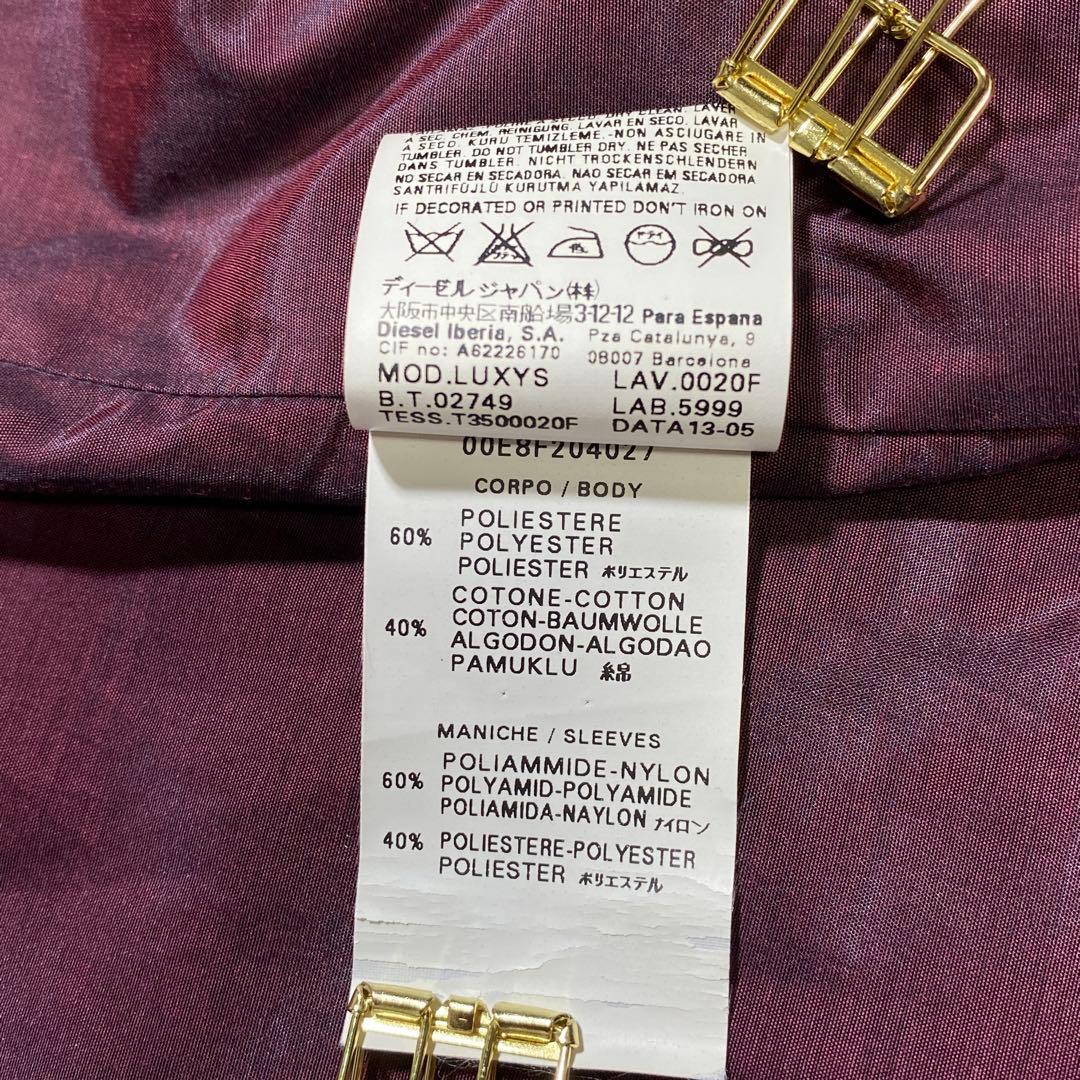 CLEAN. LAVER
A SEC. CHEM. REINIGUNG. LAVAR EN SECO. LAVAR
A SECO. KURU TEMIZLEME.-NON ASCIUGARE IN
TUMBLER. DO NOT TUMBLER DRY. NE PAS SECHER
DANS TUMBLER. NICHT TROCKENSCHLENDERN
NO SECAR EN SECADORA. NAO SECAR EM SECADORA
SANTRIFÜJLÜ KURUTMA YAPILAMAZ.
IF DECORATED OR PRINTED DON'T IRON ON
ディーゼルジャパン(株)
大阪市中央区南船場3-12-12 Para Espana
Diesel Iberia, S.A. Pza Catalunya, 9
CIF no: A62226170 08007 Barcelona
MOD.LUXYS LAV.0020F
B.T.02749 LAB.5999
TESS.T3500020F DATA13-05
00E8F204027
CORPO / BODY
POLIESTERE
60% POLYESTER
POLIESTER ポリエステル
COTONE-COTTON
40% COTON-BAUMWOLLE
ALGODON-ALGODAO
PAMUKLU 綿
MANICHE / SLEEVES
POLIAMMIDE-NYLON
60% POLYAMID-POLYAMIDE
POLIAMIDA-NAYLON ナイロン
40% POLIESTERE-POLYESTER
POLIESTER ポリエステル